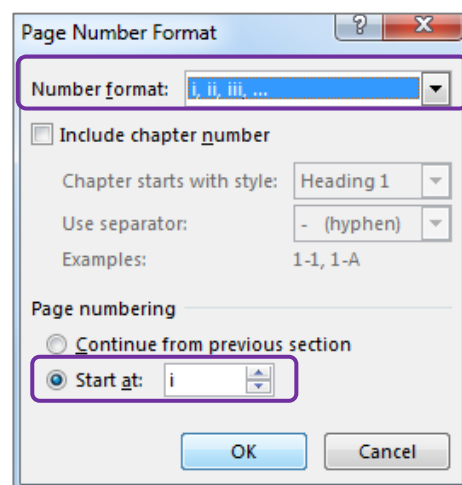 Page Number Format
Number format: i, ii, iii, ...
Include chapter number
Chapter starts with style: Heading 1
Use separator: - (hyphen)
Examples: 1-1, 1-A
Page numbering
Continue from previous section
Start at: i
OK Cancel